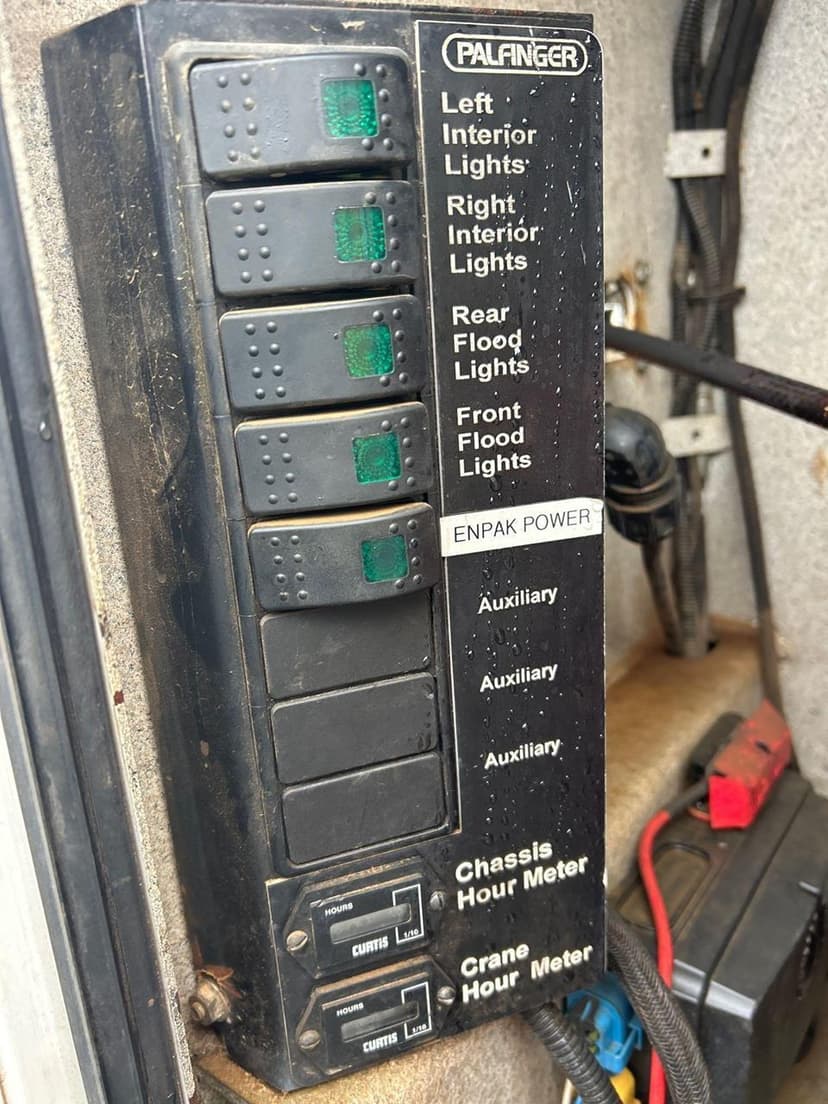 PALFINGER
Left
Interior
Lights
Right
Interior
Lights
Rear
Flood
Lights
Front
Flood
Lights
ENPAK POWER
Auxiliary
Auxiliary
Auxiliary
Chassis
Hour Meter
HOURS
1/10
CURTIS
Crane
Hour Meter
HOURS
1/10
CURTIS